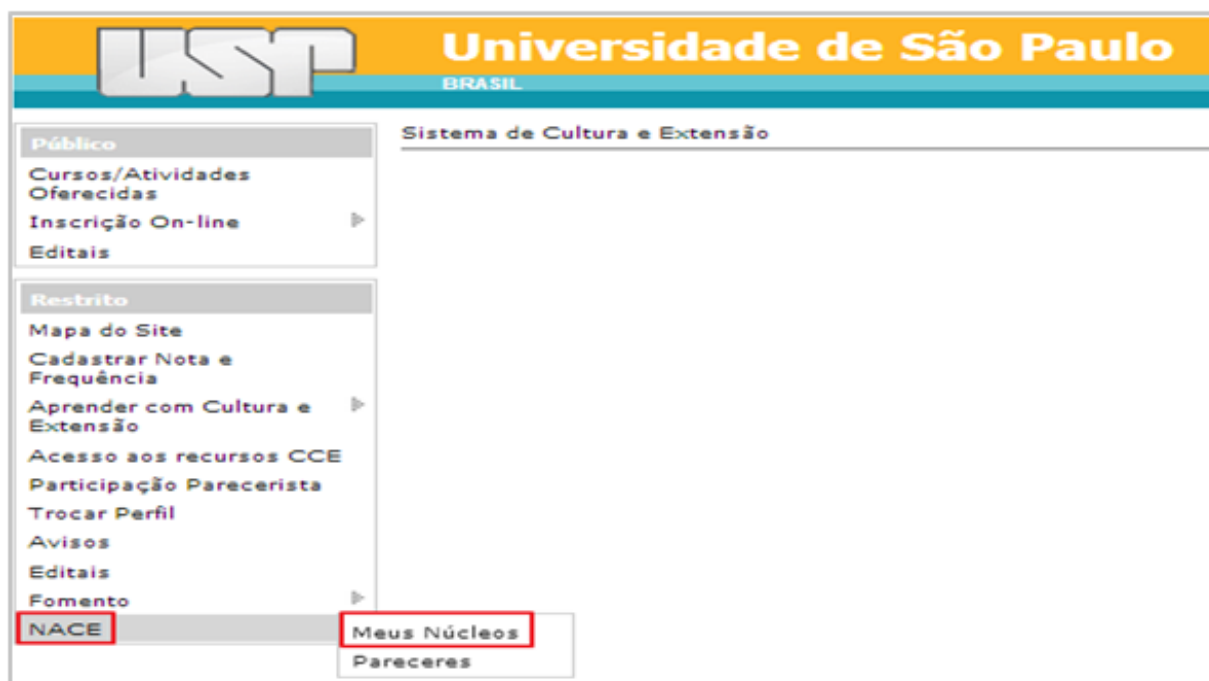 USP
Universidade de São Paulo
BRASIL
Sistema de Cultura e Extensão
Público
Cursos/Atividades
Oferecidas
Inscrição On-line
Editais
Restrito
Mapa do Site
Cadastrar Nota e
Frequência
Aprender com Cultura e
Extensão
Acesso aos recursos CCE
Participação Parecerista
Trocar Perfil
Avisos
Editais
Fomento
NACE
Meus Núcleos
Pareceres